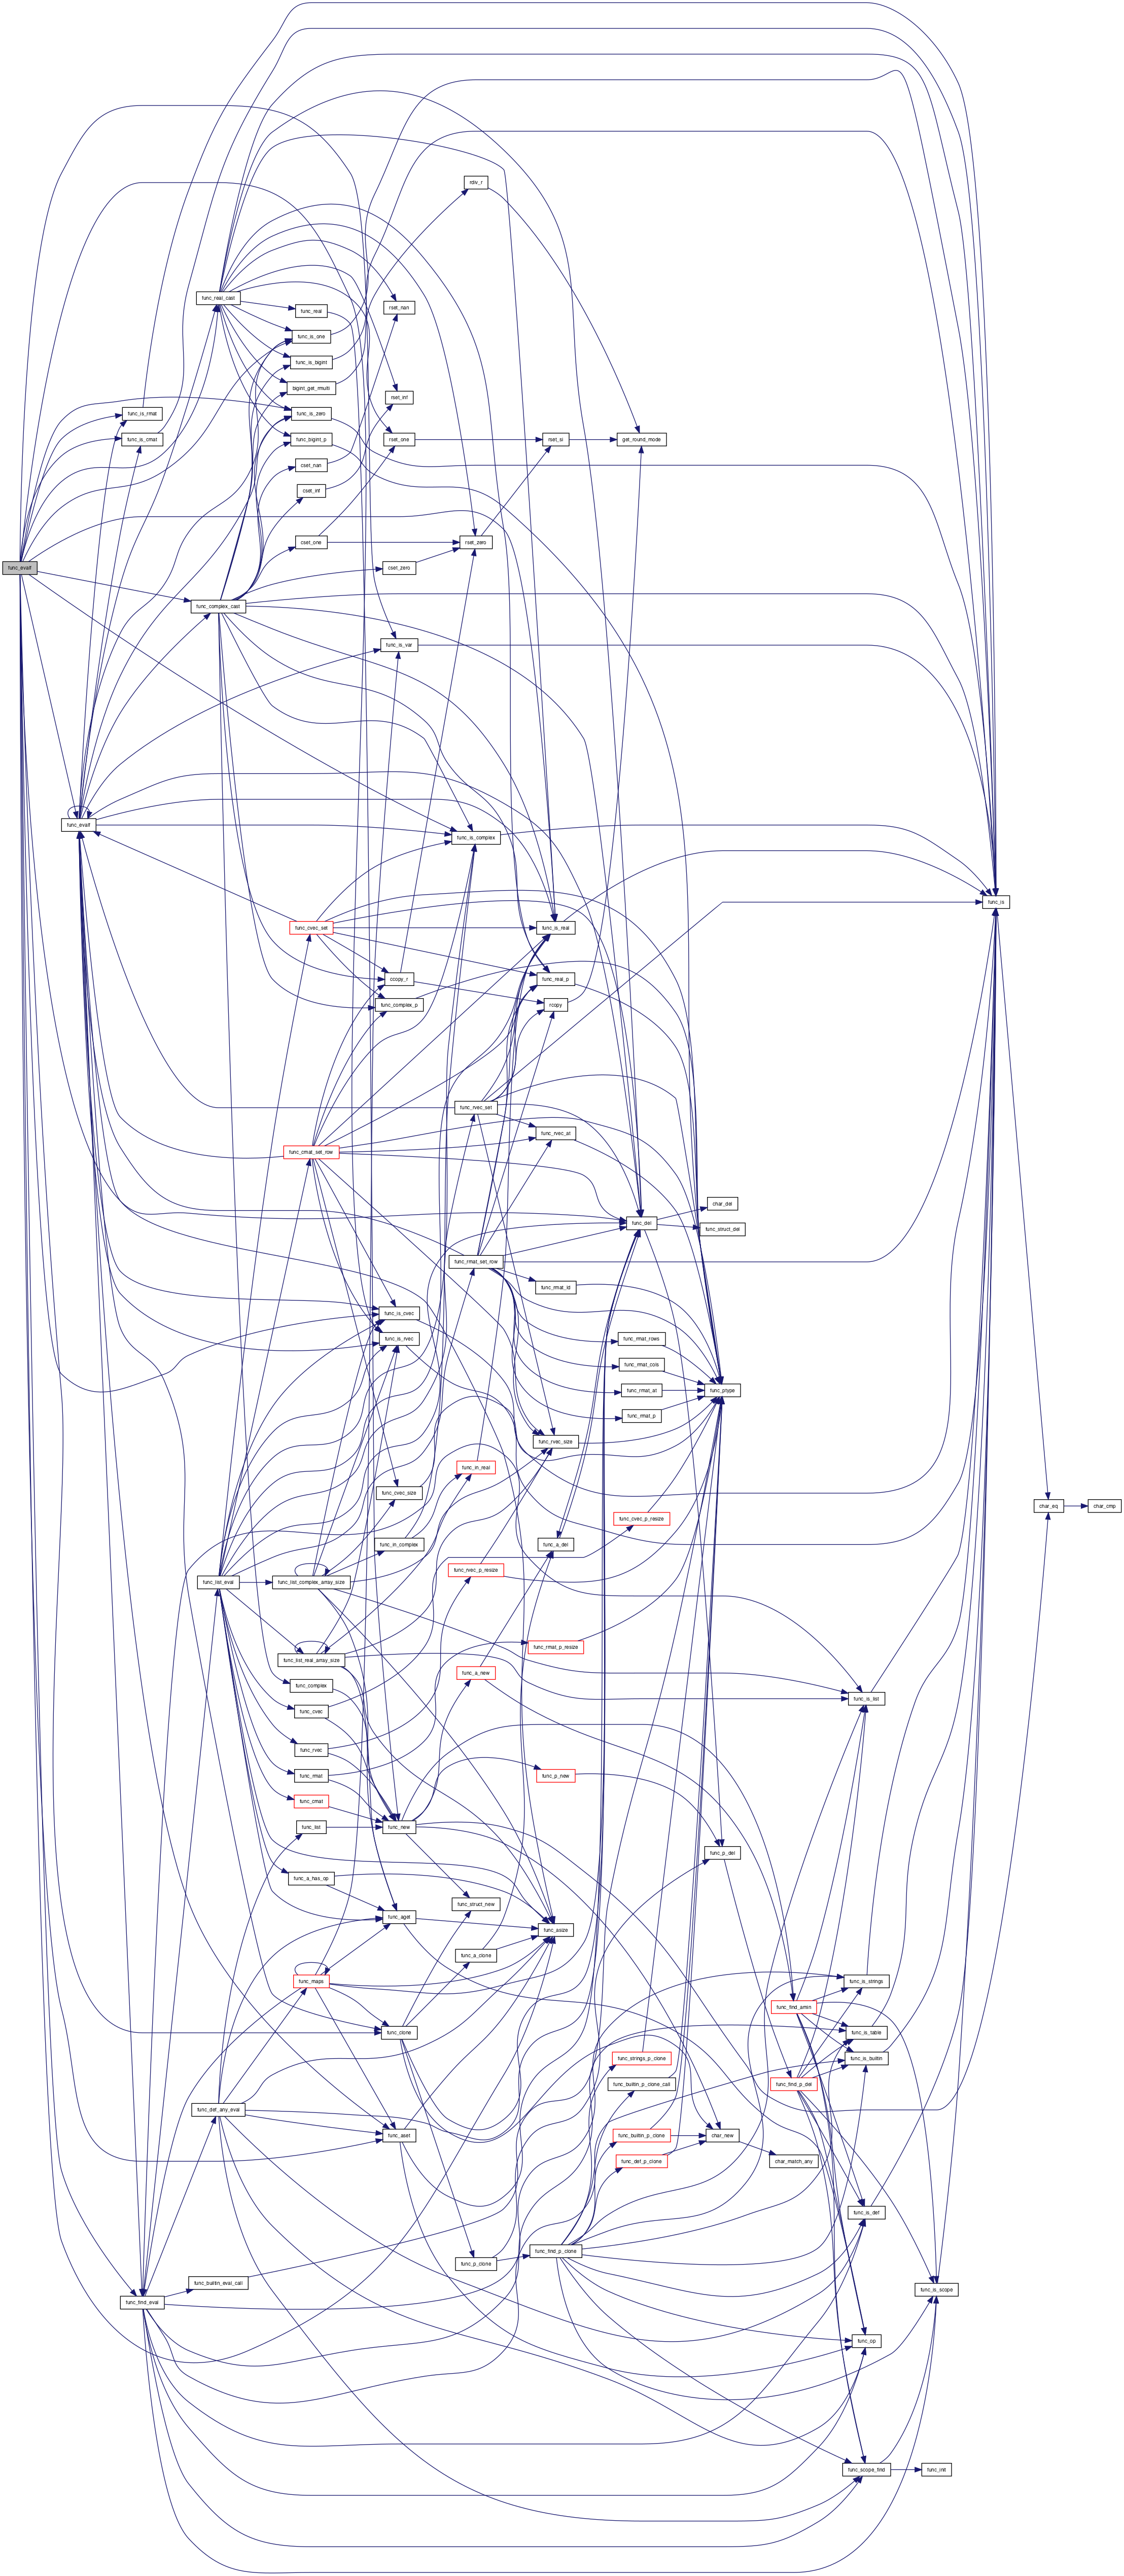 rdiv_r
func_real_cast
func_real
rset_nan
func_is_one
func_is_bigint
bigint_get_rmulti
rset_inf
func_is_rmat
func_is_zero
func_is_cmat
func_bigint_p
rset_one
rset_si
get_round_mode
cset_nan
cset_inf
cset_one
rset_zero
func_evalf
cset_zero
func_complex_cast
func_is_var
func_eval
func_is_complex
func_is
func_cvec_set
func_is_real
ccopy_r
func_real_p
func_complex_p
rcopy
char_eq
char_cmp
func_rvec_set
func_rvec_at
func_cmat_set_row
char_del
func_del
func_struct_del
func_rmat_set_row
func_rmat_id
func_is_cvec
func_is_rvec
func_rmat_rows
func_rmat_cols
func_rmat_at
func_ptype
func_rmat_p
func_rvec_size
func_in_real
func_cvec_size
func_cvec_p_resize
func_in_complex
func_a_del
func_rvec_p_resize
func_list_eval
func_list_complex_array_size
func_rmat_p_resize
func_list_real_array_size
func_a_new
func_complex
func_is_list
func_cvec
func_rvec
func_rmat
func_p_new
func_cmat
func_list
func_new
func_p_del
func_a_has_op
func_struct_new
func_aget
func_asize
func_a_clone
func_maps
func_is_strings
func_find_amin
func_clone
func_is_table
func_strings_p_clone
func_is_builtin
func_builtin_p_clone_call
func_find_p_del
func_def_any_eval
func_aset
func_builtin_p_clone
char_new
func_def_p_clone
char_match_any
func_is_def
func_find_p_clone
func_p_clone
func_builtin_eval_call
func_is_scope
func_find_eval
func_op
func_scope_find
func_init